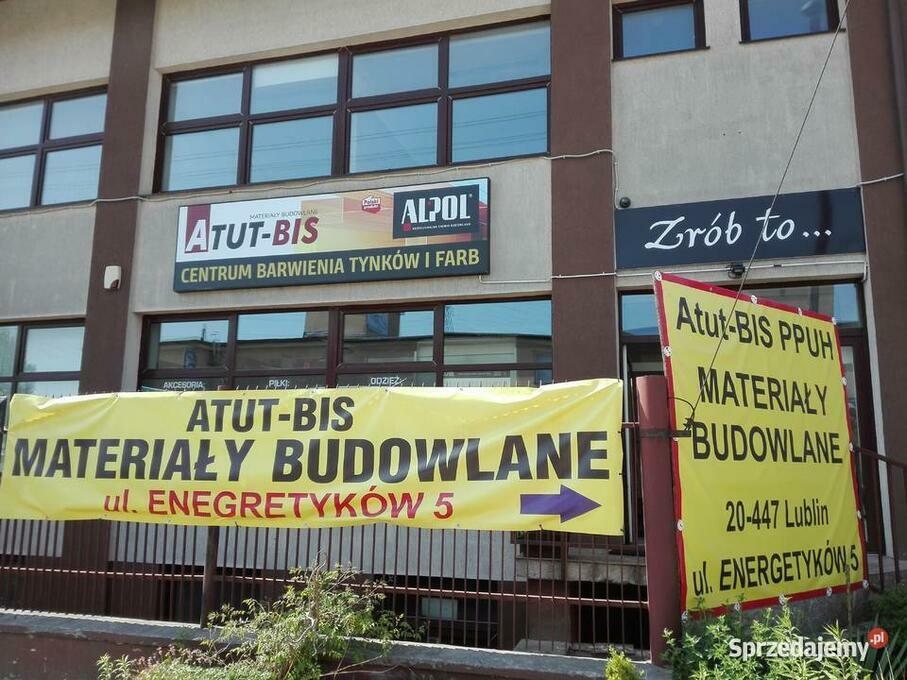 MATERIAŁY BUDOWLANE
ATUT-BIS
Polski
ALPOL
CENTRUM BARWIENIA TYNKÓW I FARB
Zrób to...
AKCESORIA
PIŁKI:
ODZIEŻ
ATUT-BIS
MATERIAŁY BUDOWLANE
ul. ENEGRETYKÓW 5
Atut-BIS PPUH
MATERIAŁY
BUDOWLANE
20-447 Lublin
ul. ENERGETYKÓW 5
Sprzedajemy.pl